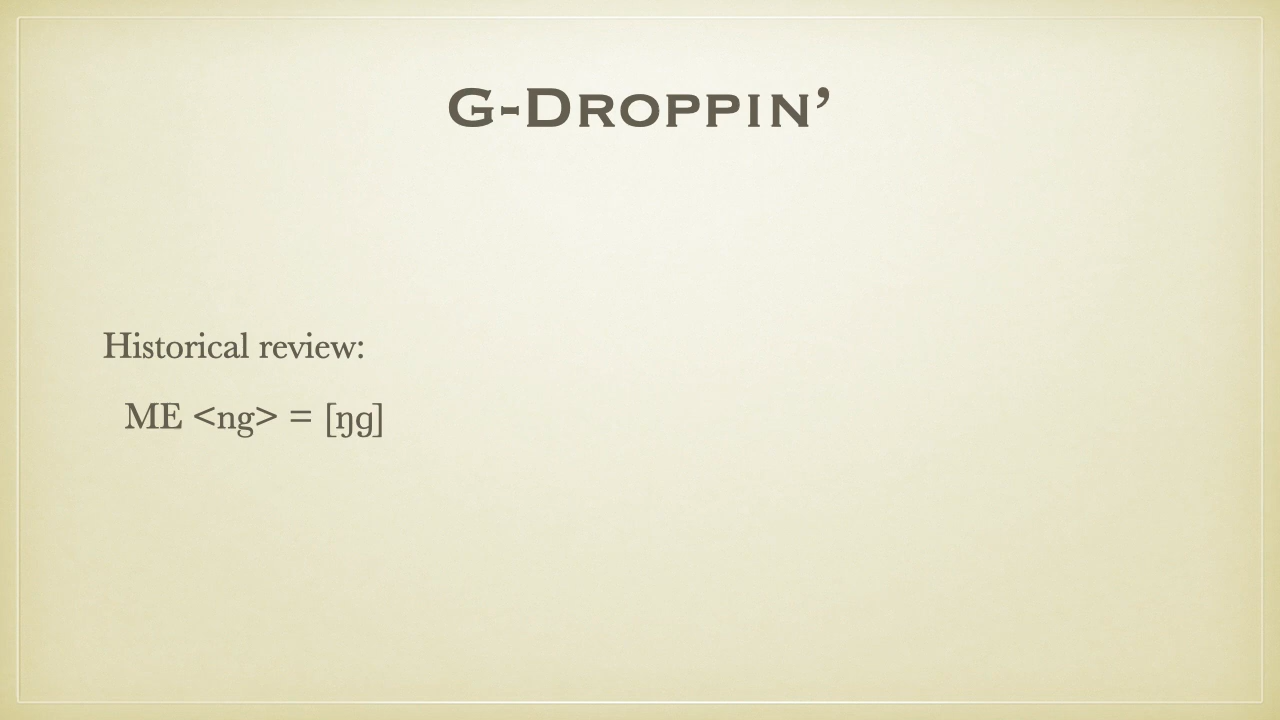 G-Droppin’
Historical review:
ME <ng> = [ŋg]